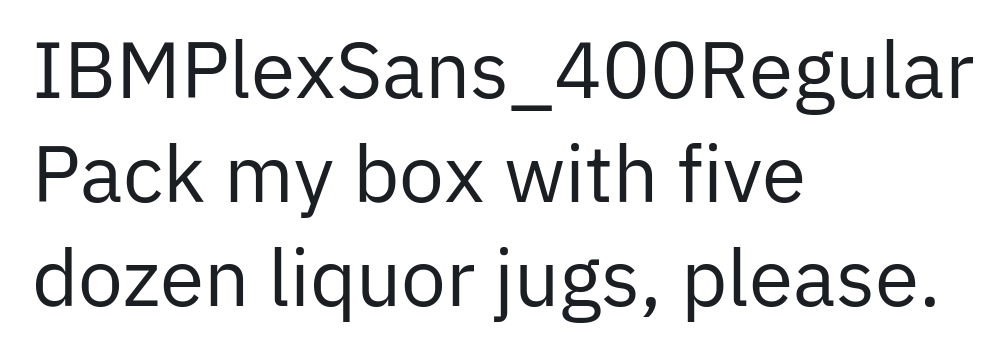 IBMPlexSans_400Regular
Pack my box with five
dozen liquor jugs, please.